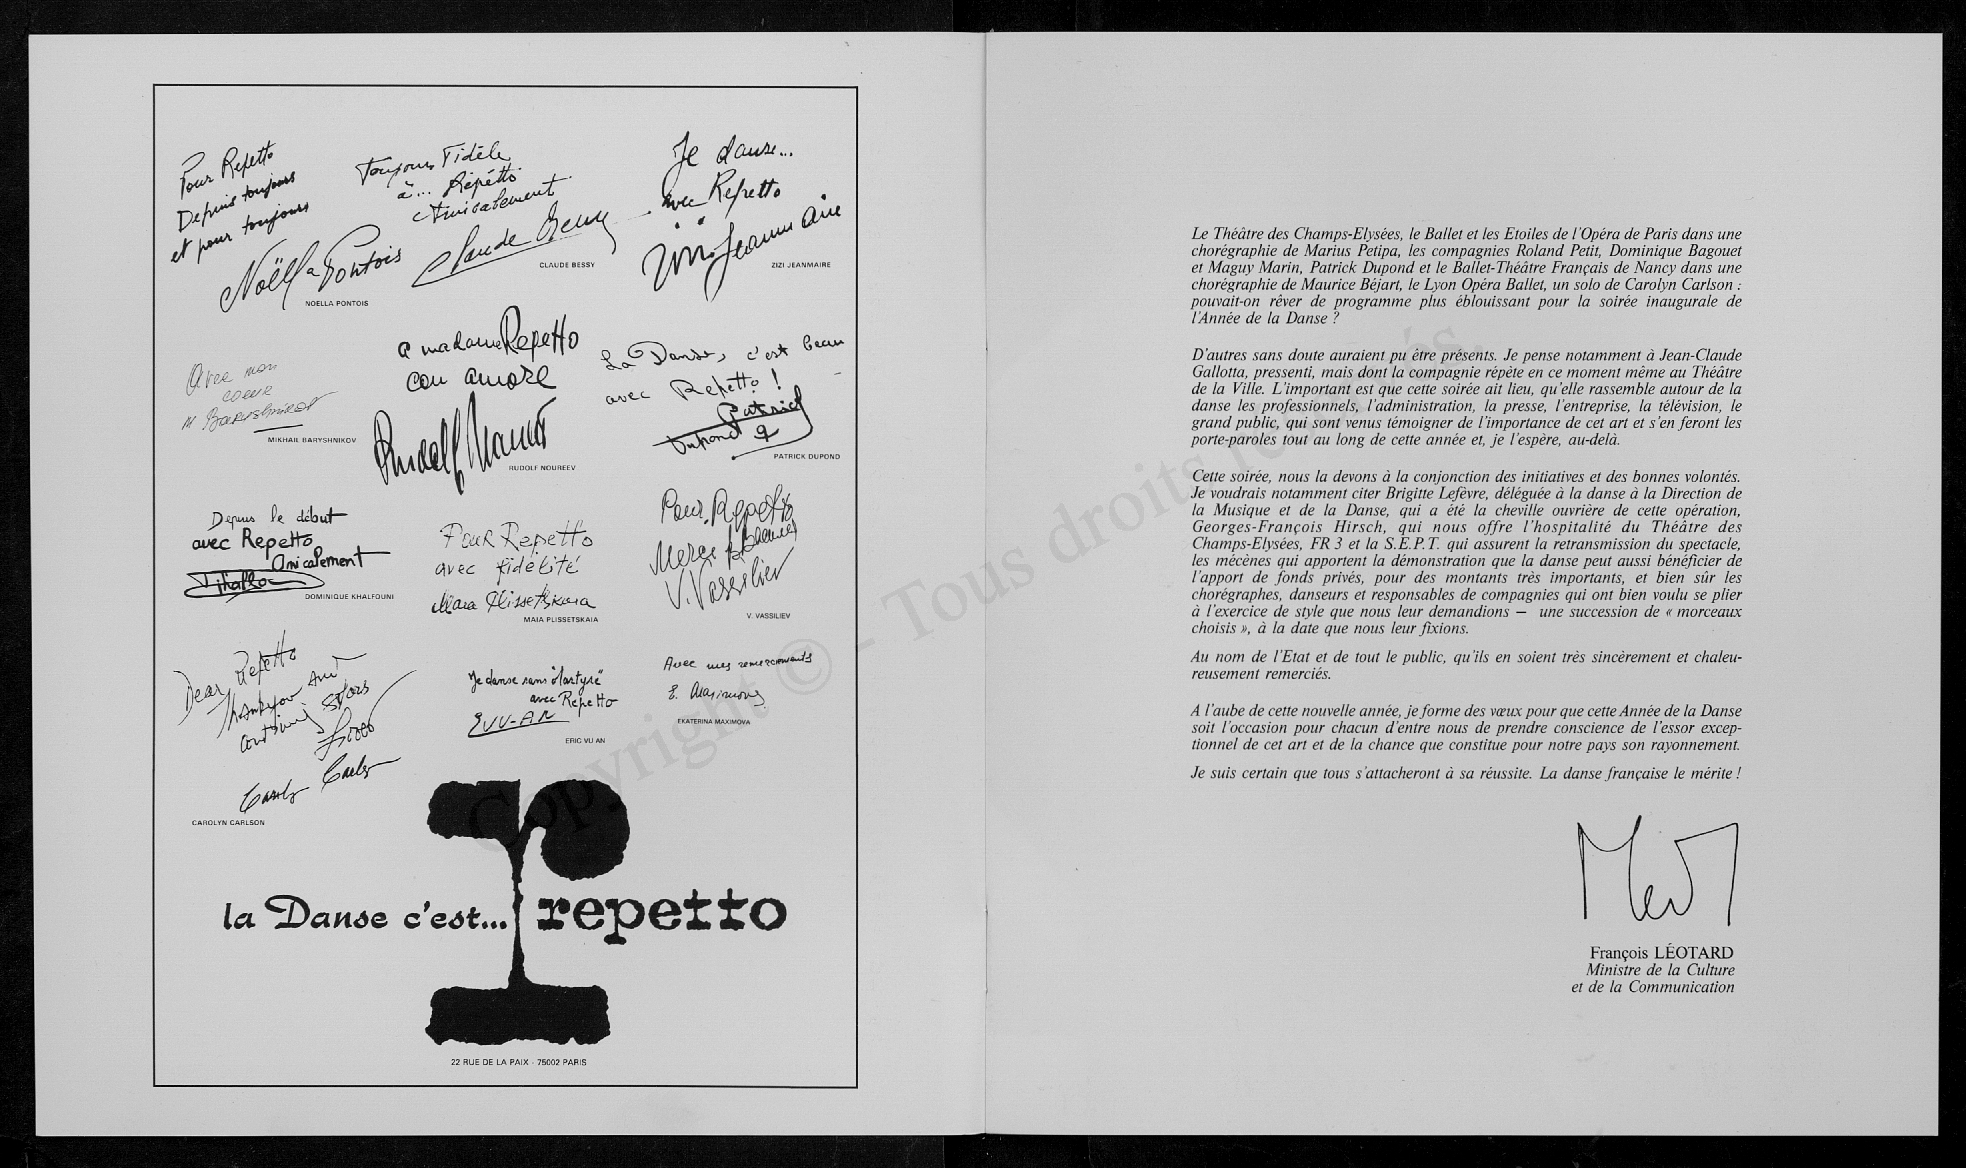 Pour Repetto
Depuis toujours
et pour toujours
Noëlla Pontois
NOELLA PONTOIS
Toujours Fidèle
à... Répétto
Amicalement
Claude Bessy
CLAUDE BESSY
Je danse...
avec Repetto
Zizi Jeanmaire
ZIZI JEANMAIRE
Avec mon
coeur
M Baryshnikov
MIKHAIL BARYSHNIKOV
A madame Repetto
con amore
Rudolf Noureev
RUDOLF NOUREEV
La Danse, c'est beau
avec Repetto !
Patrick
Dupond
PATRICK DUPOND
Depuis le début
avec Repetto
Amicalement
DOMINIQUE KHALFOUNI
Pour Repetto
avec fidélité
Maia Plissetskaia
MAIA PLISSETSKAIA
Pour Repetto
Merci
V. Vassiliev
V. VASSILIEV
Dear Repetto
Thankyou And
Carolyn Carlson
CAROLYN CARLSON
Je danse sans "Martyre"
avec Repetto
EVU-AN
ERIC VU AN
Avec mes remerciements
E. Maximova
EKATERINA MAXIMOVA
la Danse c'est... repetto
22 RUE DE LA PAIX - 75002 PARIS
Le Théâtre des Champs-Elysées, le Ballet et les Etoiles de l'Opéra de Paris dans une
chorégraphie de Marius Petipa, les compagnies Roland Petit, Dominique Bagouet
et Maguy Marin, Patrick Dupond et le Ballet-Théâtre Français de Nancy dans une
chorégraphie de Maurice Béjart, le Lyon Opéra Ballet, un solo de Carolyn Carlson :
pouvait-on rêver de programme plus éblouissant pour la soirée inaugurale de
l'Année de la Danse ?
D'autres sans doute auraient pu être présents. Je pense notamment à Jean-Claude
Gallotta, pressenti, mais dont la compagnie répète en ce moment même au Théâtre
de la Ville. L'important est que cette soirée ait lieu, qu'elle rassemble autour de la
danse les professionnels, l'administration, la presse, l'entreprise, la télévision, le
grand public, qui sont venus témoigner de l'importance de cet art et s'en feront les
porte-paroles tout au long de cette année et, je l'espère, au-delà.
Cette soirée, nous la devons à la conjonction des initiatives et des bonnes volontés.
Je voudrais notamment citer Brigitte Lefèvre, déléguée à la danse à la Direction de
la Musique et de la Danse, qui a été la cheville ouvrière de cette opération,
Georges-François Hirsch, qui nous offre l'hospitalité du Théâtre des
Champs-Elysées, FR 3 et la S.E.P.T. qui assurent la retransmission du spectacle,
les mécènes qui apportent la démonstration que la danse peut aussi bénéficier de
l'apport de fonds privés, pour des montants très importants, et bien sûr les
chorégraphes, danseurs et responsables de compagnies qui ont bien voulu se plier
à l'exercice de style que nous leur demandions — une succession de « morceaux
choisis », à la date que nous leur fixions.
Au nom de l'Etat et de tout le public, qu'ils en soient très sincèrement et chaleu-
reusement remerciés.
A l'aube de cette nouvelle année, je forme des vœux pour que cette Année de la Danse
soit l'occasion pour chacun d'entre nous de prendre conscience de l'essor excep-
tionnel de cet art et de la chance que constitue pour notre pays son rayonnement.
Je suis certain que tous s'attacheront à sa réussite. La danse française le mérite !
François LÉOTARD
Ministre de la Culture
et de la Communication
Copyright © - Tous droits réservés.